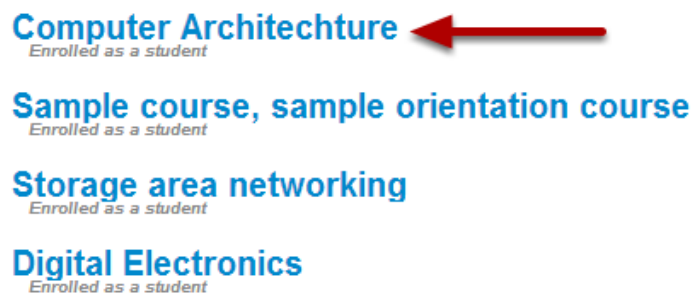 Computer Architechture
Enrolled as a student
Sample course, sample orientation course
Enrolled as a student
Storage area networking
Enrolled as a student
Digital Electronics
Enrolled as a student